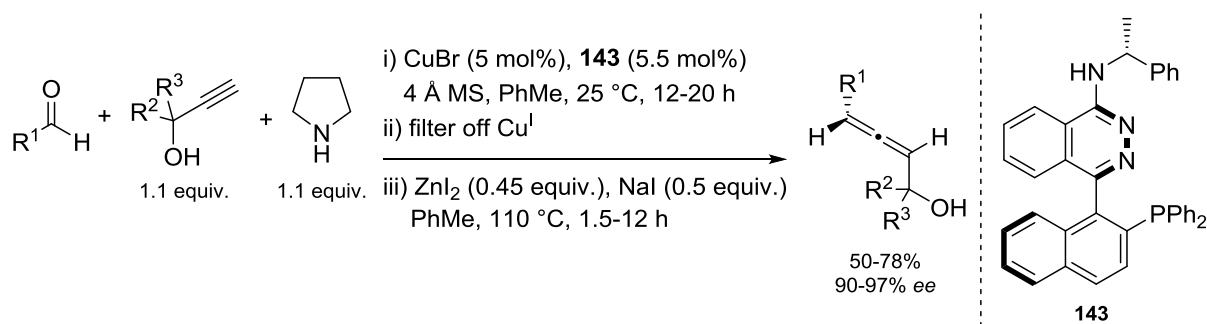 O
R¹ H
+
R³
R²
OH
1.1 equiv.
+
N
H
1.1 equiv.
i) CuBr (5 mol%), 143 (5.5 mol%)
4 Å MS, PhMe, 25 °C, 12-20 h
ii) filter off Cuᴵ
iii) ZnI₂ (0.45 equiv.), NaI (0.5 equiv.)
PhMe, 110 °C, 1.5-12 h
R¹
H H
R²
R³ OH
50-78%
90-97% ee
HN Ph
N
N
PPh₂
143